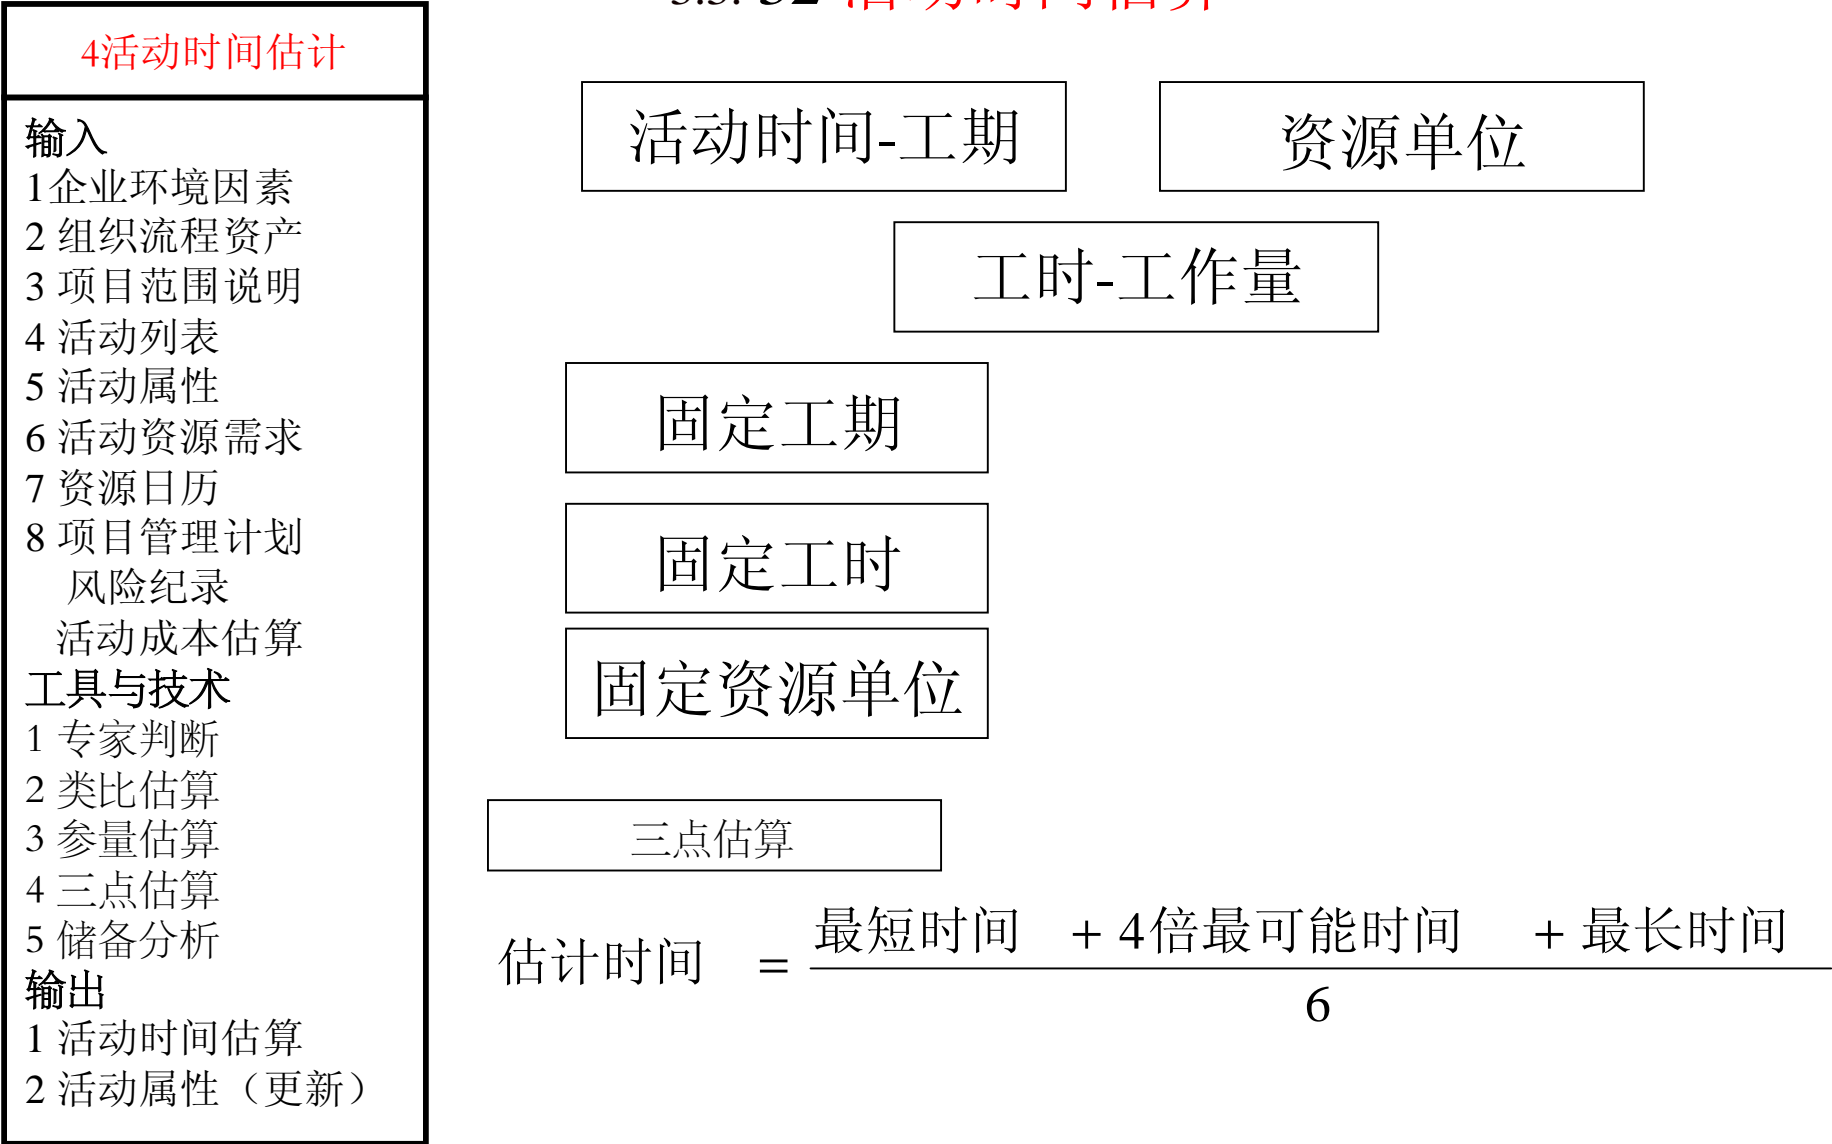 4活动时间估计
输入
1企业环境因素
2 组织流程资产
3 项目范围说明
4 活动列表
5 活动属性
6 活动资源需求
7 资源日历
8 项目管理计划
风险纪录
活动成本估算
工具与技术
1 专家判断
2 类比估算
3 参量估算
4 三点估算
5 储备分析
输出
1 活动时间估算
2 活动属性（更新）
活动时间估算
活动时间-工期
资源单位
工时-工作量
固定工期
固定工时
固定资源单位
三点估算
最短时间 + 4倍最可能时间 + 最长时间
估计时间 =
6